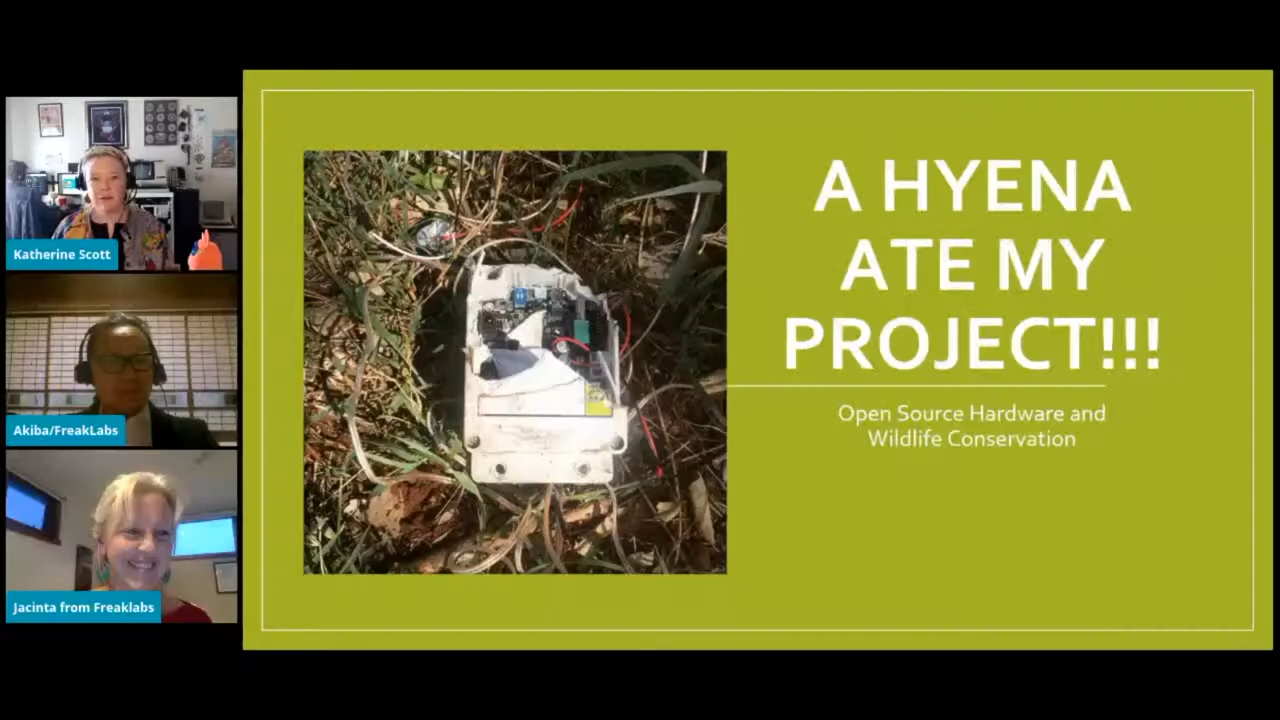 Katherine Scott
Akiba/FreakLabs
Jacinta from Freaklabs
A HYENA
ATE MY
PROJECT!!!
Open Source Hardware and
Wildlife Conservation